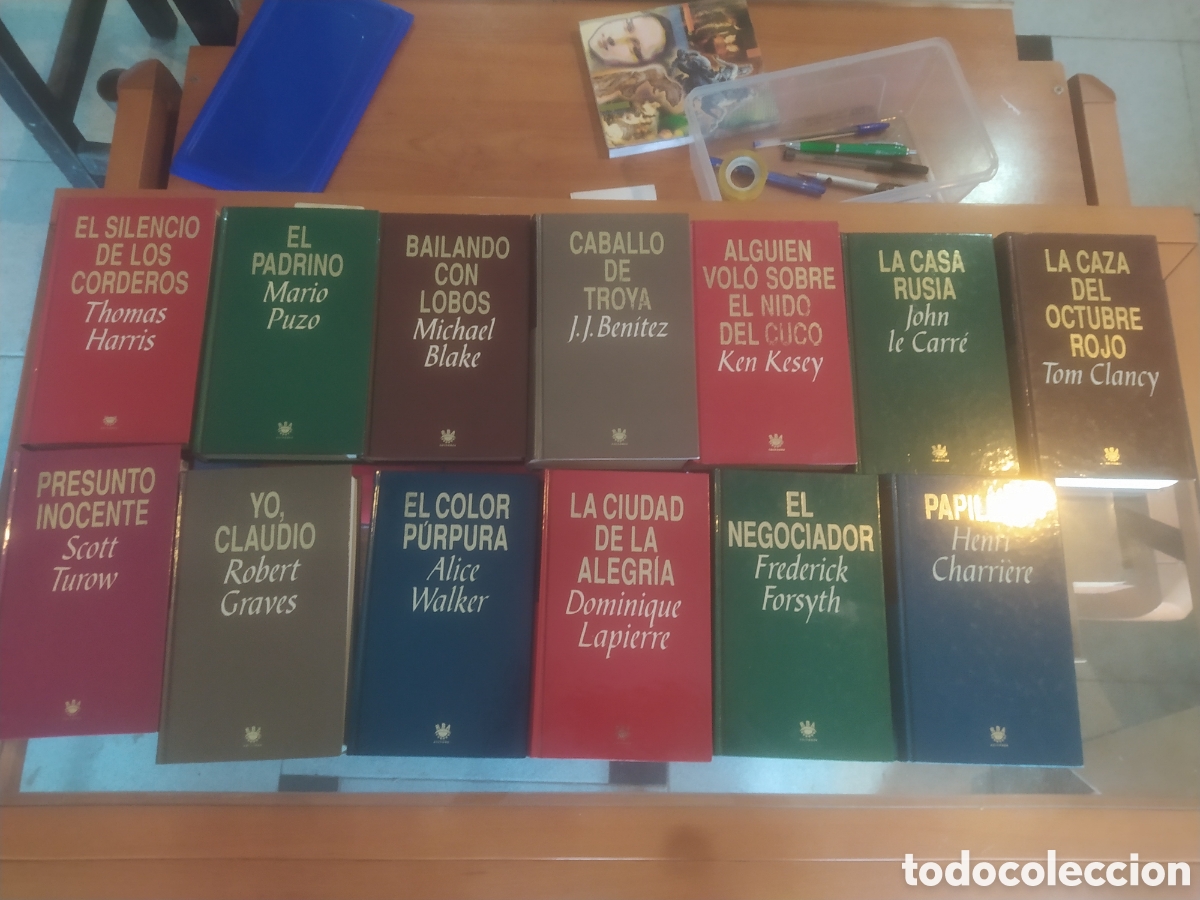 EL SILENCIO
DE LOS
CORDEROS
Thomas
Harris
EL
PADRINO
Mario
Puzo
BAILANDO
CON
LOBOS
Michael
Blake
CABALLO
DE
TROYA
J.J. Benítez
ALGUIEN
VOLÓ SOBRE
EL NIDO
DEL CUCO
Ken Kesey
LA CASA
RUSIA
John
le Carré
LA CAZA
DEL
OCTUBRE
ROJO
Tom Clancy
PRESUNTO
INOCENTE
Scott
Turow
YO,
CLAUDIO
Robert
Graves
EL COLOR
PÚRPURA
Alice
Walker
LA CIUDAD
DE LA
ALEGRÍA
Dominique
Lapierre
EL
NEGOCIADOR
Frederick
Forsyth
Henri
Charrière
todocoleccion